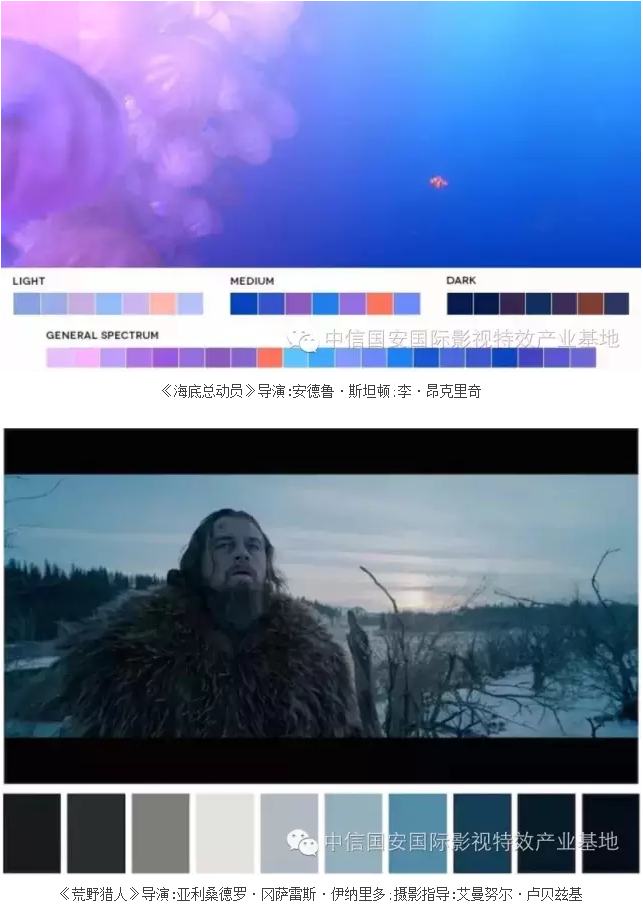 LIGHT
MEDIUM
DARK
GENERAL SPECTRUM
中信国安国际影视特效产业基地
《海底总动员》导演:安德鲁·斯坦顿;李·昂克里奇
中信国安国际影视特效产业基地
《荒野猎人》导演:亚利桑德罗·冈萨雷斯·伊纳里多;摄影指导:艾曼努尔·卢贝兹基